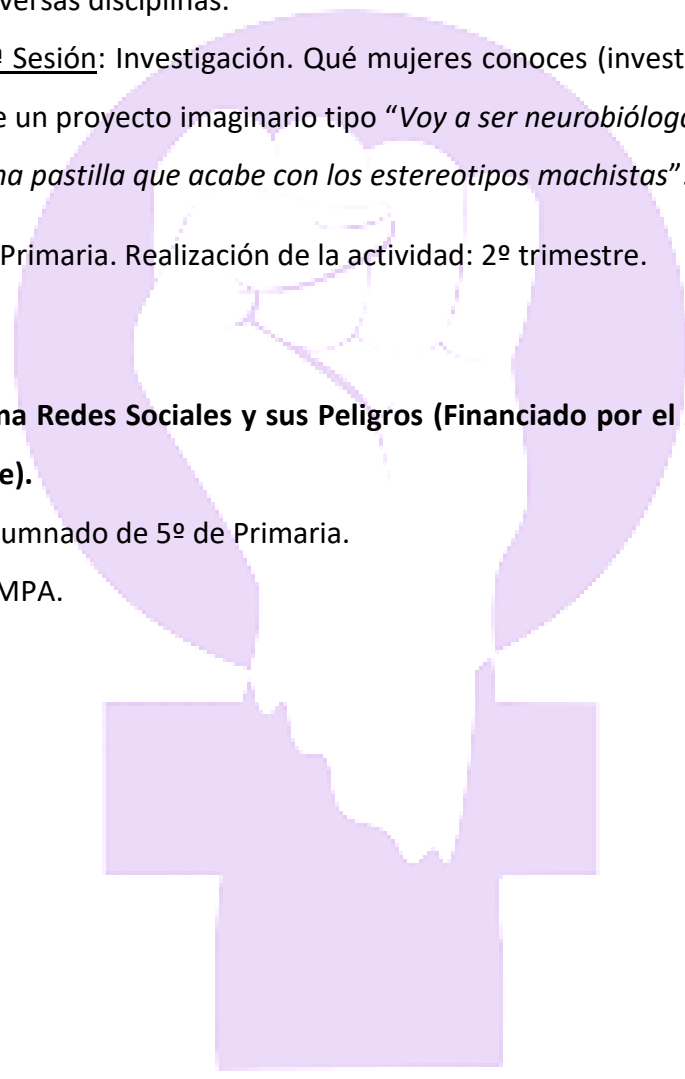 versas disciplinas.
ª Sesión: Investigación. Qué mujeres conoces (invest
e un proyecto imaginario tipo “Voy a ser neurobióloga
na pastilla que acabe con los estereotipos machistas”.
Primaria. Realización de la actividad: 2º trimestre.
na Redes Sociales y sus Peligros (Financiado por el
e).
umnado de 5º de Primaria.
MPA.